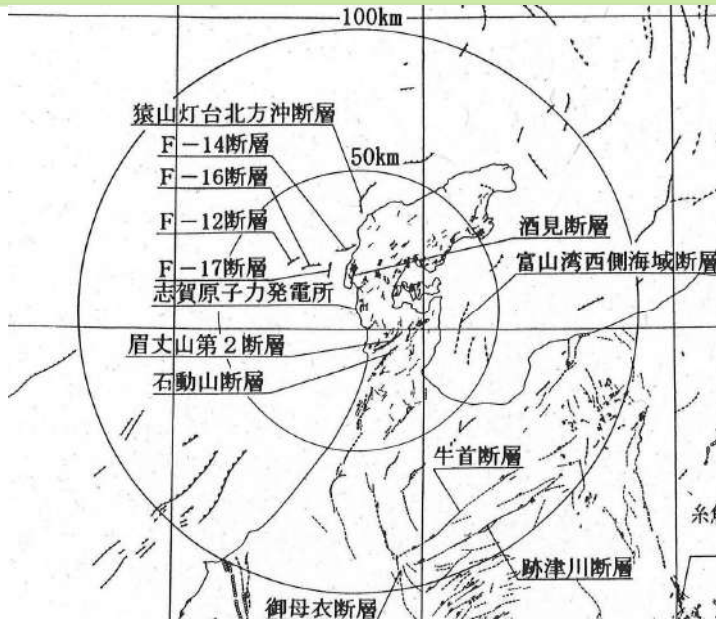 100km
猿山灯台北方沖断層
F-14断層
50km
F-16断層
F-12断層
酒見断層
富山湾西側海域断層
F-17断層
志賀原子力発電所
眉丈山第2断層
石動山断層
牛首断層
糸魚
跡津川断層
御母衣断層